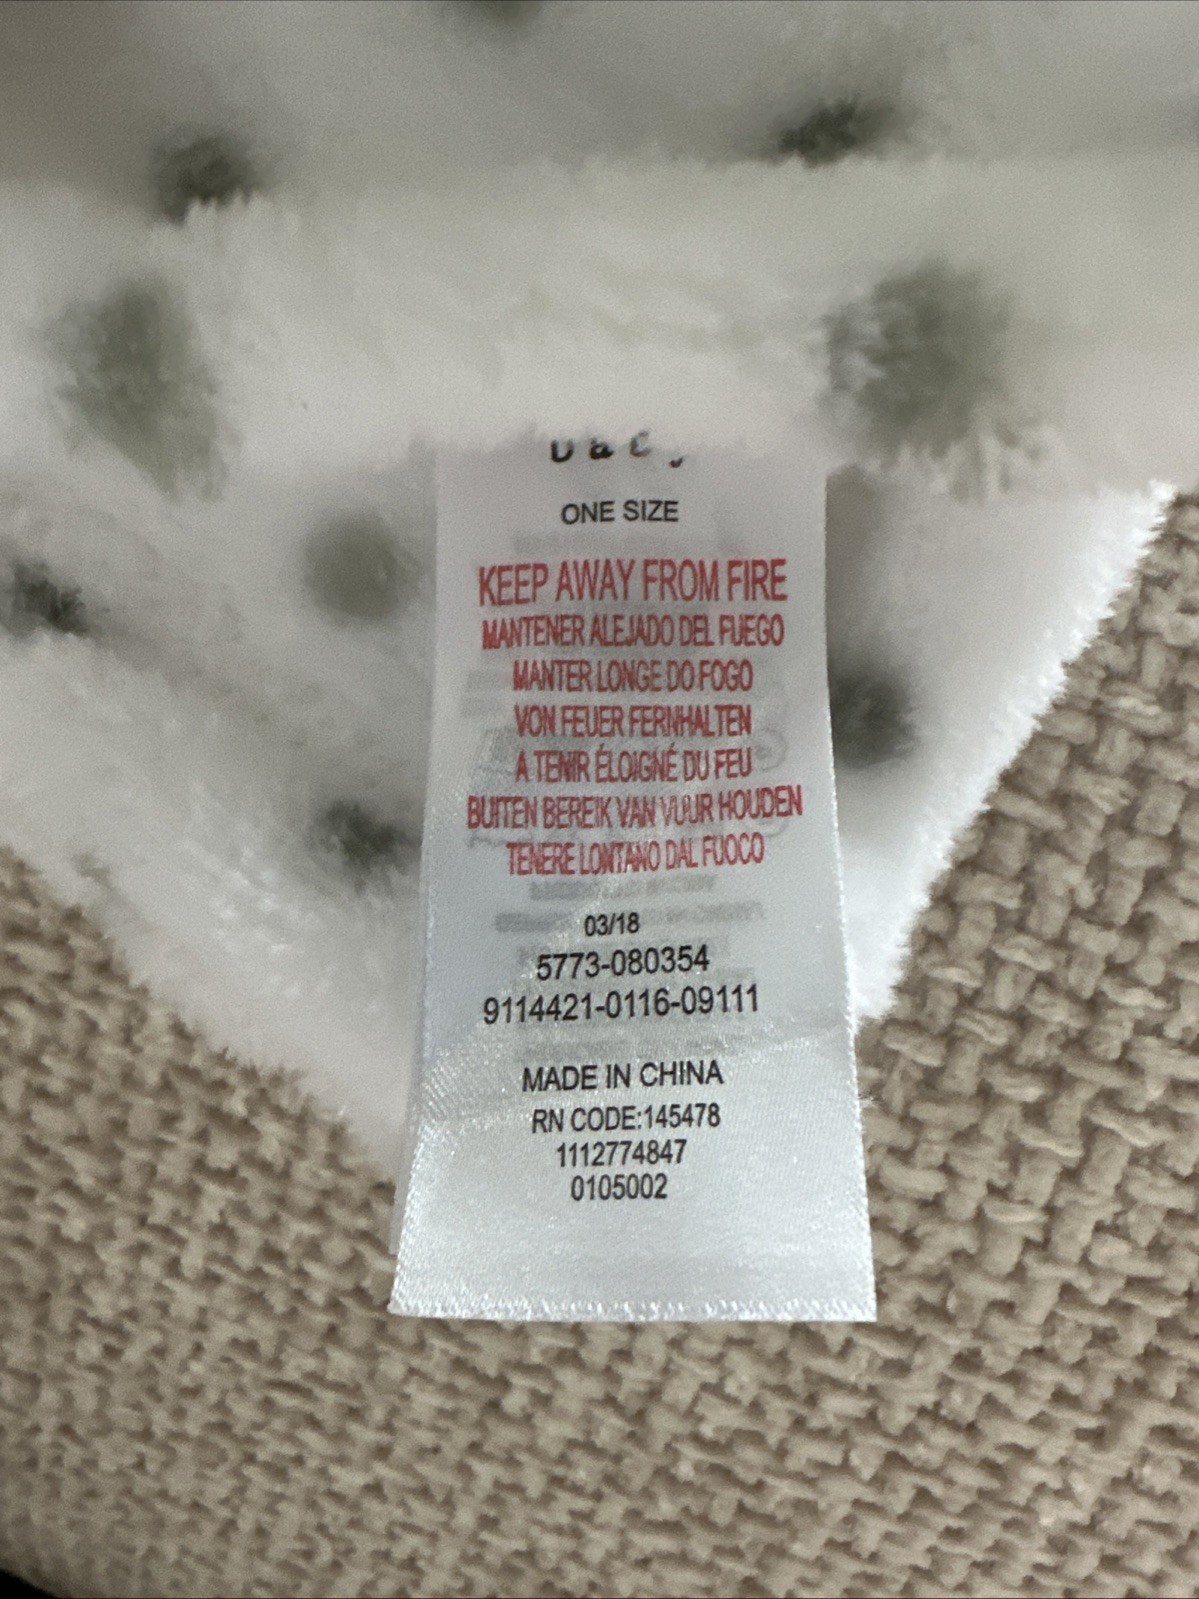 ONE SIZE
KEEP AWAY FROM FIRE
MANTENER ALEJADO DEL FUEGO
MANTER LONGE DO FOGO
VON FEUER FERNHALTEN
A TENIR ÉLOIGNÉ DU FEU
BUITEN BEREIK VAN VUUR HOUDEN
TENERE LONTANO DAL FUOCO
03/18
5773-080354
9114421-0116-09111
MADE IN CHINA
RN CODE:145478
1112774847
0105002